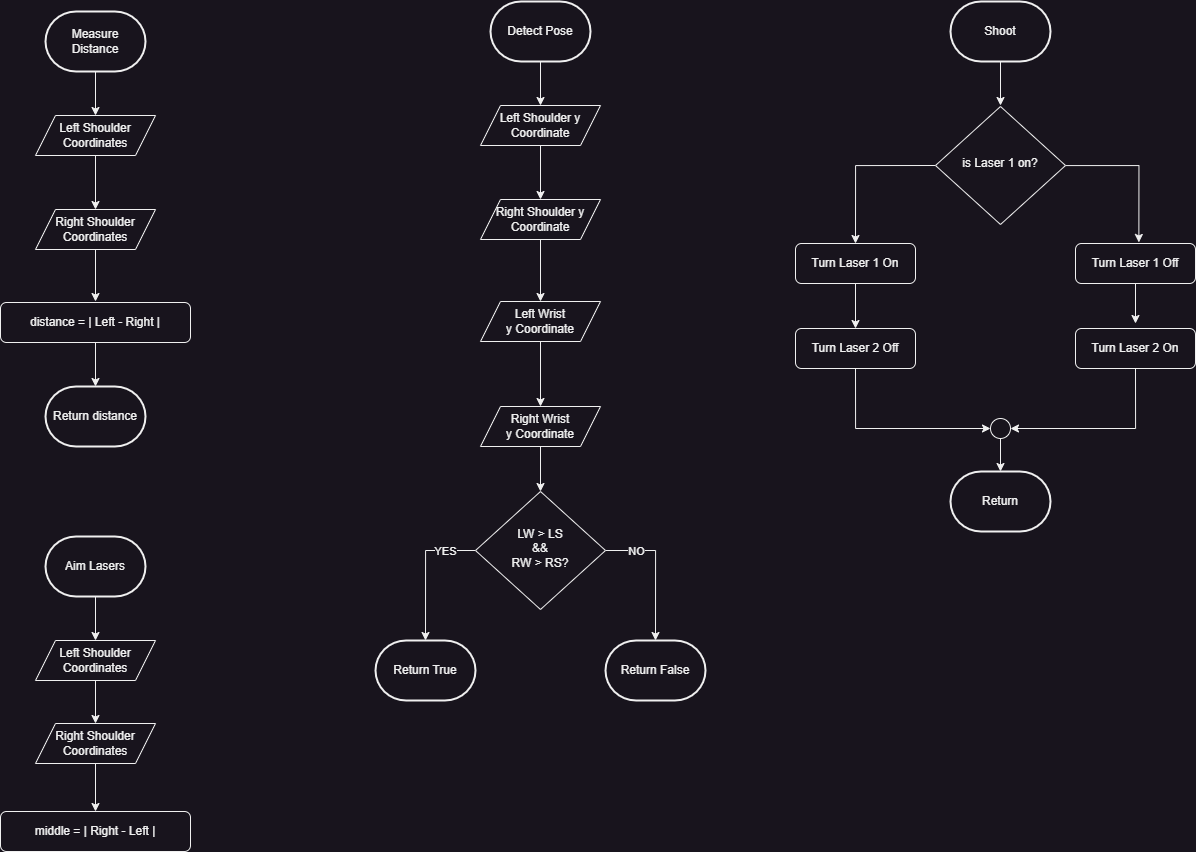 Measure
Distance
Left Shoulder
Coordinates
Right Shoulder
Coordinates
distance = | Left - Right |
Return distance
Aim Lasers
Left Shoulder
Coordinates
Right Shoulder
Coordinates
middle = | Right - Left |
Detect Pose
Left Shoulder y
Coordinate
Right Shoulder y
Coordinate
Left Wrist
y Coordinate
Right Wrist
y Coordinate
LW > LS
&&
RW > RS?
YES
NO
Return True
Return False
Shoot
is Laser 1 on?
Turn Laser 1 On
Turn Laser 1 Off
Turn Laser 2 Off
Turn Laser 2 On
Return